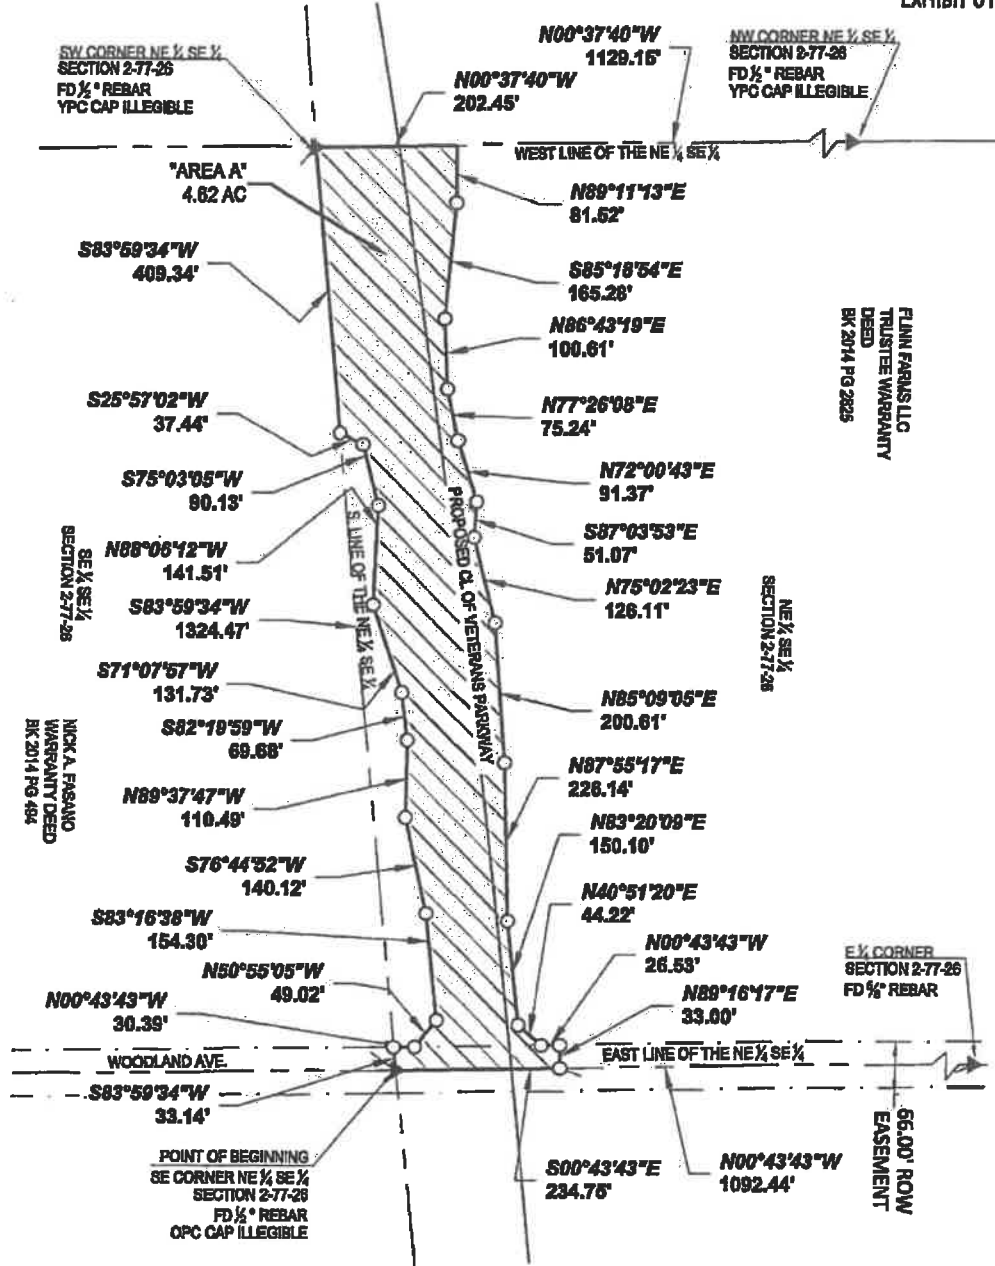 EXHIBIT
SW CORNER NE ¼ SE ¼
SECTION 2-77-26
FD ½" REBAR
YPC CAP ILLEGIBLE
N00°37'40"W
1129.15'
NW CORNER NE ¼ SE ¼
SECTION 2-77-26
FD ½" REBAR
YPC CAP ILLEGIBLE
N00°37'40"W
202.45'
WEST LINE OF THE NE ¼ SE ¼
"AREA A"
4.62 AC
N89°11'13"E
81.52'
S83°59'34"W
409.34'
S85°18'54"E
165.28'
N86°43'19"E
100.61'
FLINN FARMS LLC
TRUSTEE WARRANTY
DEED
BK 2014 PG 2825
S25°57'02"W
37.44'
N77°26'08"E
75.24'
S75°03'05"W
90.13'
N72°00'43"E
91.37'
N88°06'12"W
141.51'
S87°03'53"E
51.07'
SE ¼ SE ¼
SECTION 2-77-26
S83°59'34"W
1324.47'
S. LINE OF THE NE ¼ SE ¼
PROPOSED CL OF VETERANS PARKWAY
N75°02'23"E
126.11'
NE ¼ SE ¼
SECTION 2-77-26
S71°07'57"W
131.73'
N85°09'05"E
200.61'
S82°19'59"W
69.68'
NICK A. FASANO
WARRANTY DEED
BK 2014 PG 464
N89°37'47"W
110.49'
N87°55'17"E
226.14'
N83°20'09"E
150.10'
S76°44'52"W
140.12'
N40°51'20"E
44.22'
S83°16'38"W
154.30'
N00°43'43"W
26.53'
E ¼ CORNER
SECTION 2-77-26
FD ⅝" REBAR
N50°55'05"W
49.02'
N89°16'17"E
33.00'
N00°43'43"W
30.39'
WOODLAND AVE.
EAST LINE OF THE NE ¼ SE ¼
S83°59'34"W
33.14'
66.00' ROW
EASEMENT
POINT OF BEGINNING
SE CORNER NE ¼ SE ¼
SECTION 2-77-26
FD ½" REBAR
OPC CAP ILLEGIBLE
S00°43'43"E
234.75'
N00°43'43"W
1092.44'